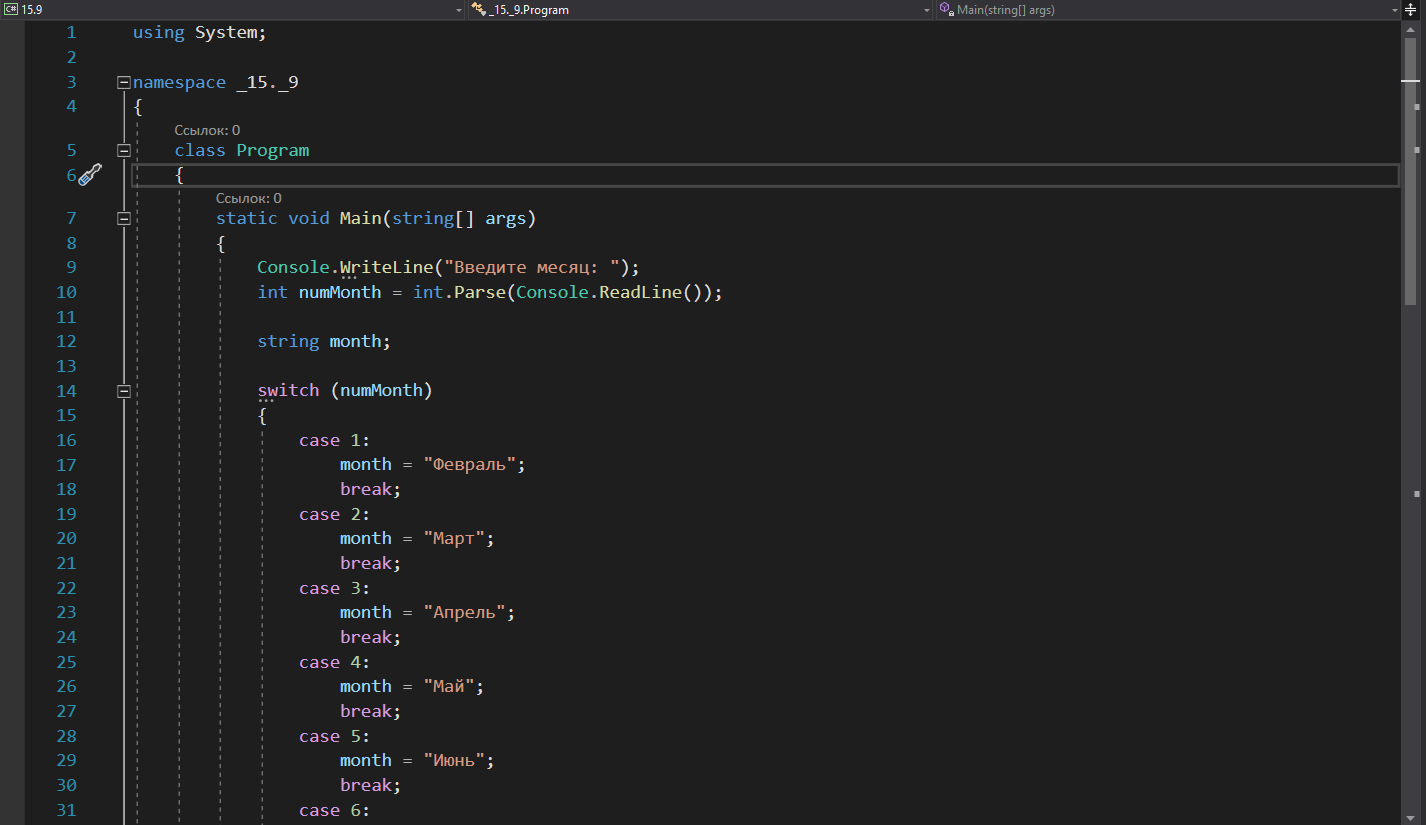 C# 15.9 _15._9.Program Main(string[] args)
1 using System;
2
3 namespace _15._9
4 {
Ссылок: 0
5 class Program
6 {
Ссылок: 0
7 static void Main(string[] args)
8 {
9 Console.WriteLine("Введите месяц: ");
10 int numMonth = int.Parse(Console.ReadLine());
11
12 string month;
13
14 switch (numMonth)
15 {
16 case 1:
17 month = "Февраль";
18 break;
19 case 2:
20 month = "Март";
21 break;
22 case 3:
23 month = "Апрель";
24 break;
25 case 4:
26 month = "Май";
27 break;
28 case 5:
29 month = "Июнь";
30 break;
31 case 6: